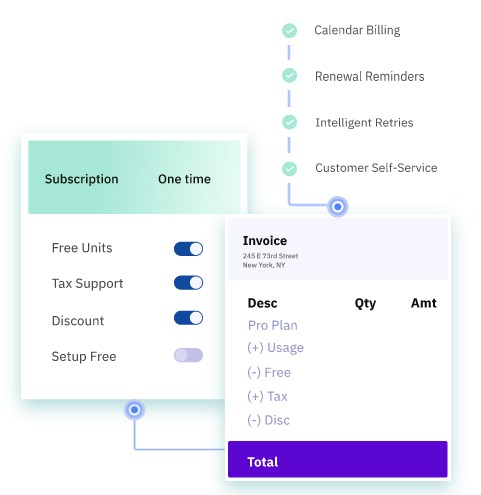 Calendar Billing
Renewal Reminders
Intelligent Retries
Customer Self-Service
Subscription One time
Free Units
Tax Support
Discount
Setup Free
Invoice
245 E 73rd Street
New York, NY
Desc Qty Amt
Pro Plan
(+) Usage
(-) Free
(+) Tax
(-) Disc
Total